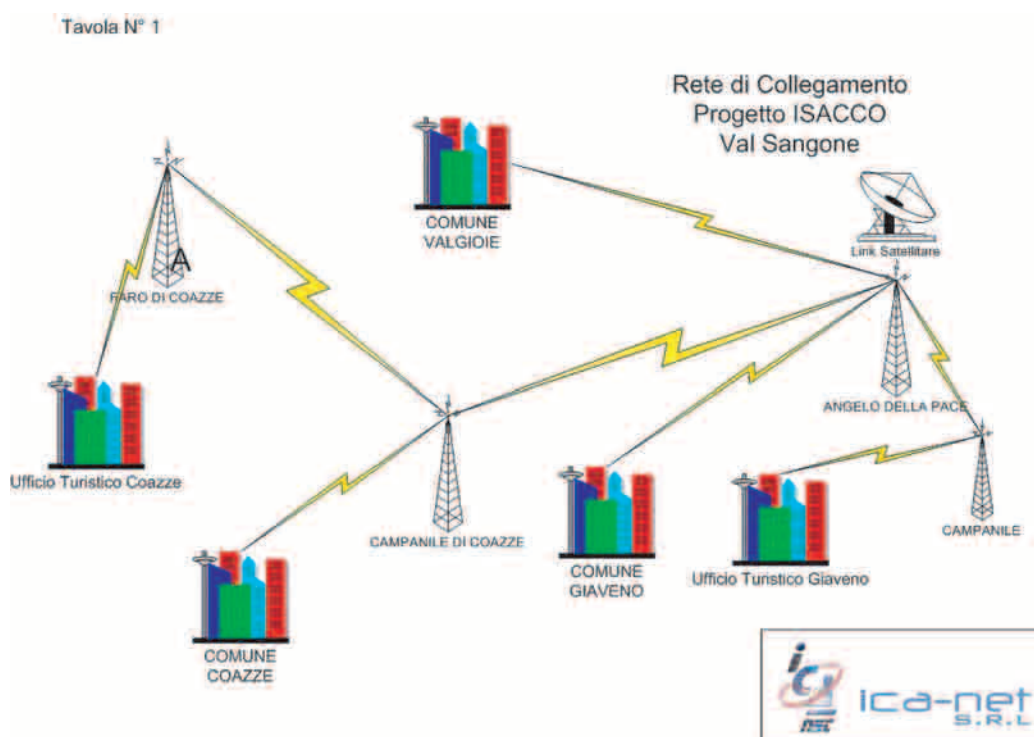 Tavola N° 1
Rete di Collegamento
Progetto ISACCO
Val Sangone
COMUNE
VALGIOIE
Link Satellitare
A
FARO DI COAZZE
ANGELO DELLA PACE
Ufficio Turistico Coazze
CAMPANILE DI COAZZE
COMUNE
GIAVENO
Ufficio Turistico Giaveno
CAMPANILE
COMUNE
COAZZE
ica-net
S.R.L